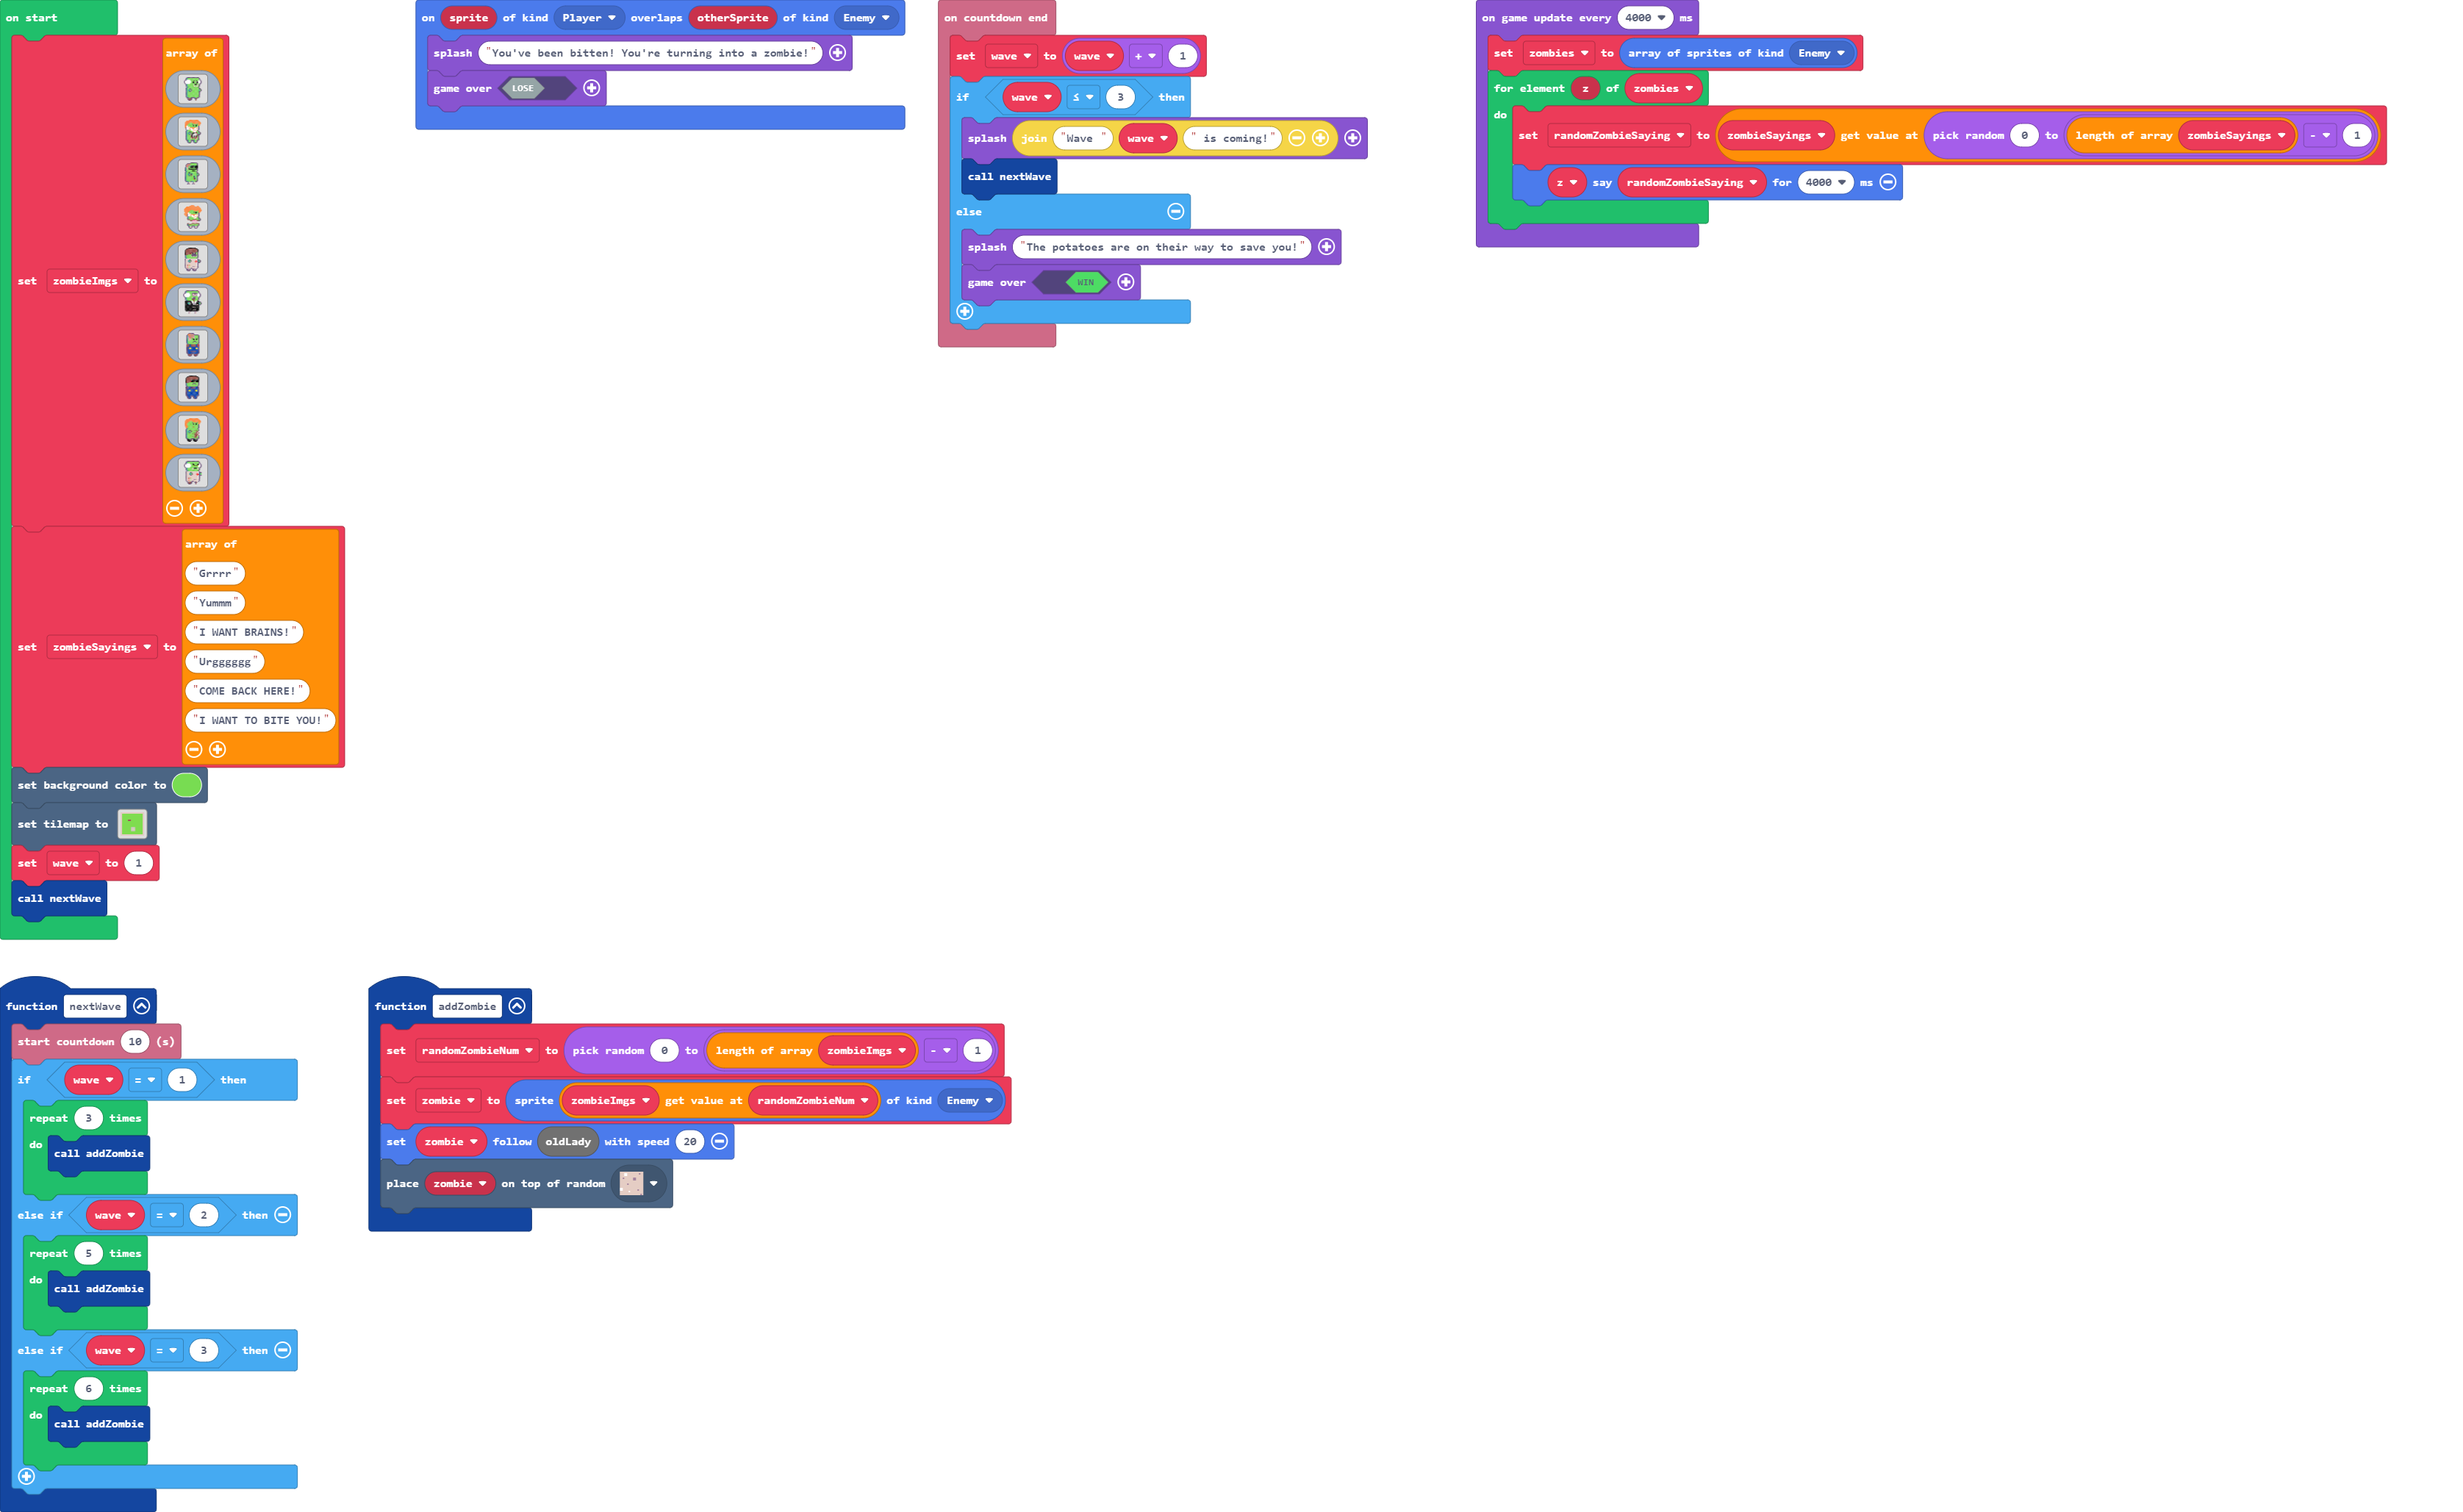 on start
set zombieImgs to array of
set zombieSayings to array of
"Grrrr"
"Yummm"
"I WANT BRAINS!"
"Urgggggg"
"COME BACK HERE!"
"I WANT TO BITE YOU!"
set background color to
set tilemap to
set wave to 1
call nextWave
on sprite of kind Player overlaps otherSprite of kind Enemy
splash "You've been bitten! You're turning into a zombie!"
game over LOSE
on countdown end
set wave to wave + 1
if wave ≤ 3 then
splash join "Wave " wave " is coming!"
call nextWave
else
splash "The potatoes are on their way to save you!"
game over WIN
on game update every 4000 ms
set zombies to array of sprites of kind Enemy
for element z of zombies
do
set randomZombieSaying to zombieSayings get value at pick random 0 to length of array zombieSayings - 1
z say randomZombieSaying for 4000 ms
function nextWave
start countdown 10 (s)
if wave = 1 then
repeat 3 times
do call addZombie
else if wave = 2 then
repeat 5 times
do call addZombie
else if wave = 3 then
repeat 6 times
do call addZombie
function addZombie
set randomZombieNum to pick random 0 to length of array zombieImgs - 1
set zombie to sprite zombieImgs get value at randomZombieNum of kind Enemy
set zombie follow oldLady with speed 20
place zombie on top of random